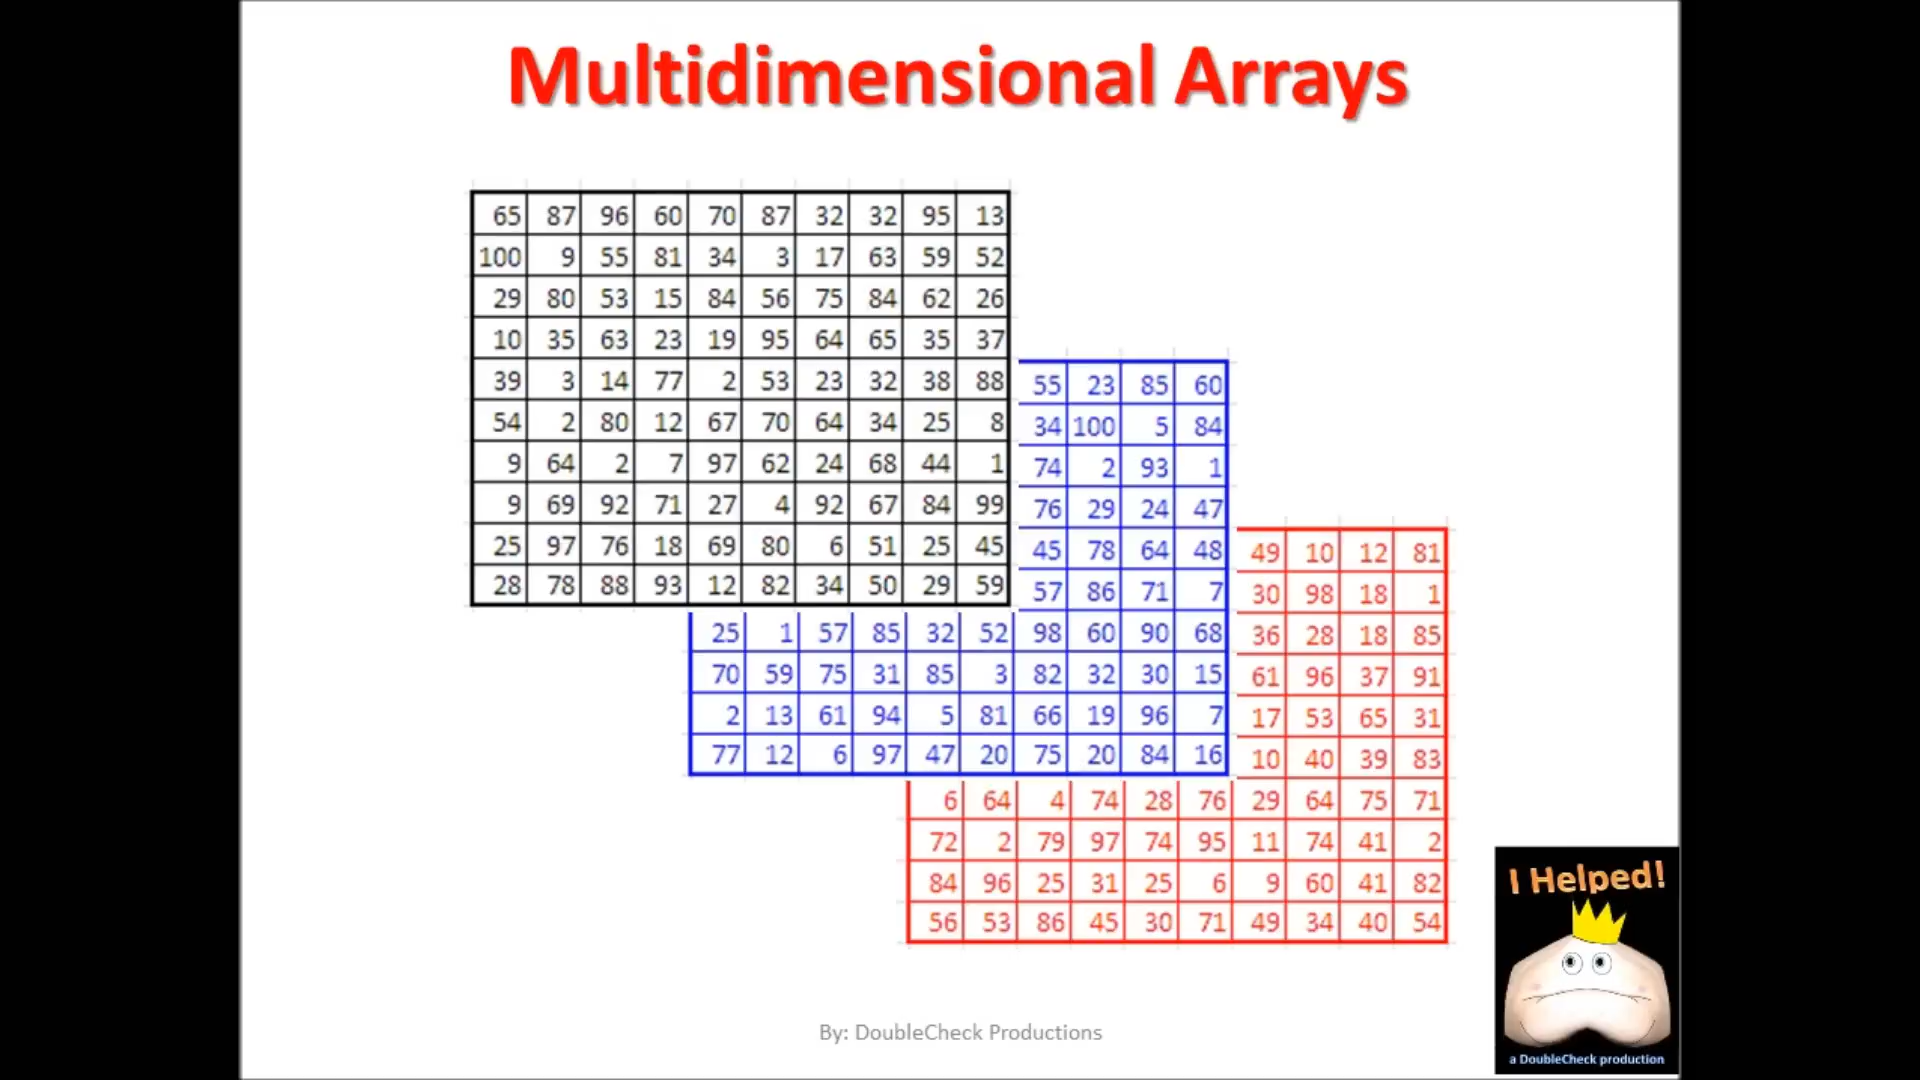 Multidimensional Arrays
65 87 96 60 70 87 32 32 95 13
100 9 55 81 34 3 17 63 59 52
29 80 53 15 84 56 75 84 62 26
10 35 63 23 19 95 64 65 35 37
39 3 14 77 2 53 23 32 38 88
54 2 80 12 67 70 64 34 25 8
9 64 2 7 97 62 24 68 44 1
9 69 92 71 27 4 92 67 84 99
25 97 76 18 69 80 6 51 25 45
28 78 88 93 12 82 34 50 29 59
55 23 85 60
34 100 5 84
74 2 93 1
76 29 24 47
45 78 64 48
57 86 71 7
25 1 57 85 32 52 98 60 90 68
70 59 75 31 85 3 82 32 30 15
2 13 61 94 5 81 66 19 96 7
77 12 6 97 47 20 75 20 84 16
49 10 12 81
30 98 18 1
36 28 18 85
61 96 37 91
17 53 65 31
10 40 39 83
6 64 4 74 28 76 29 64 75 71
72 2 79 97 74 95 11 74 41 2
84 96 25 31 25 6 9 60 41 82
56 53 86 45 30 71 49 34 40 54
I Helped!
a DoubleCheck production
By: DoubleCheck Productions